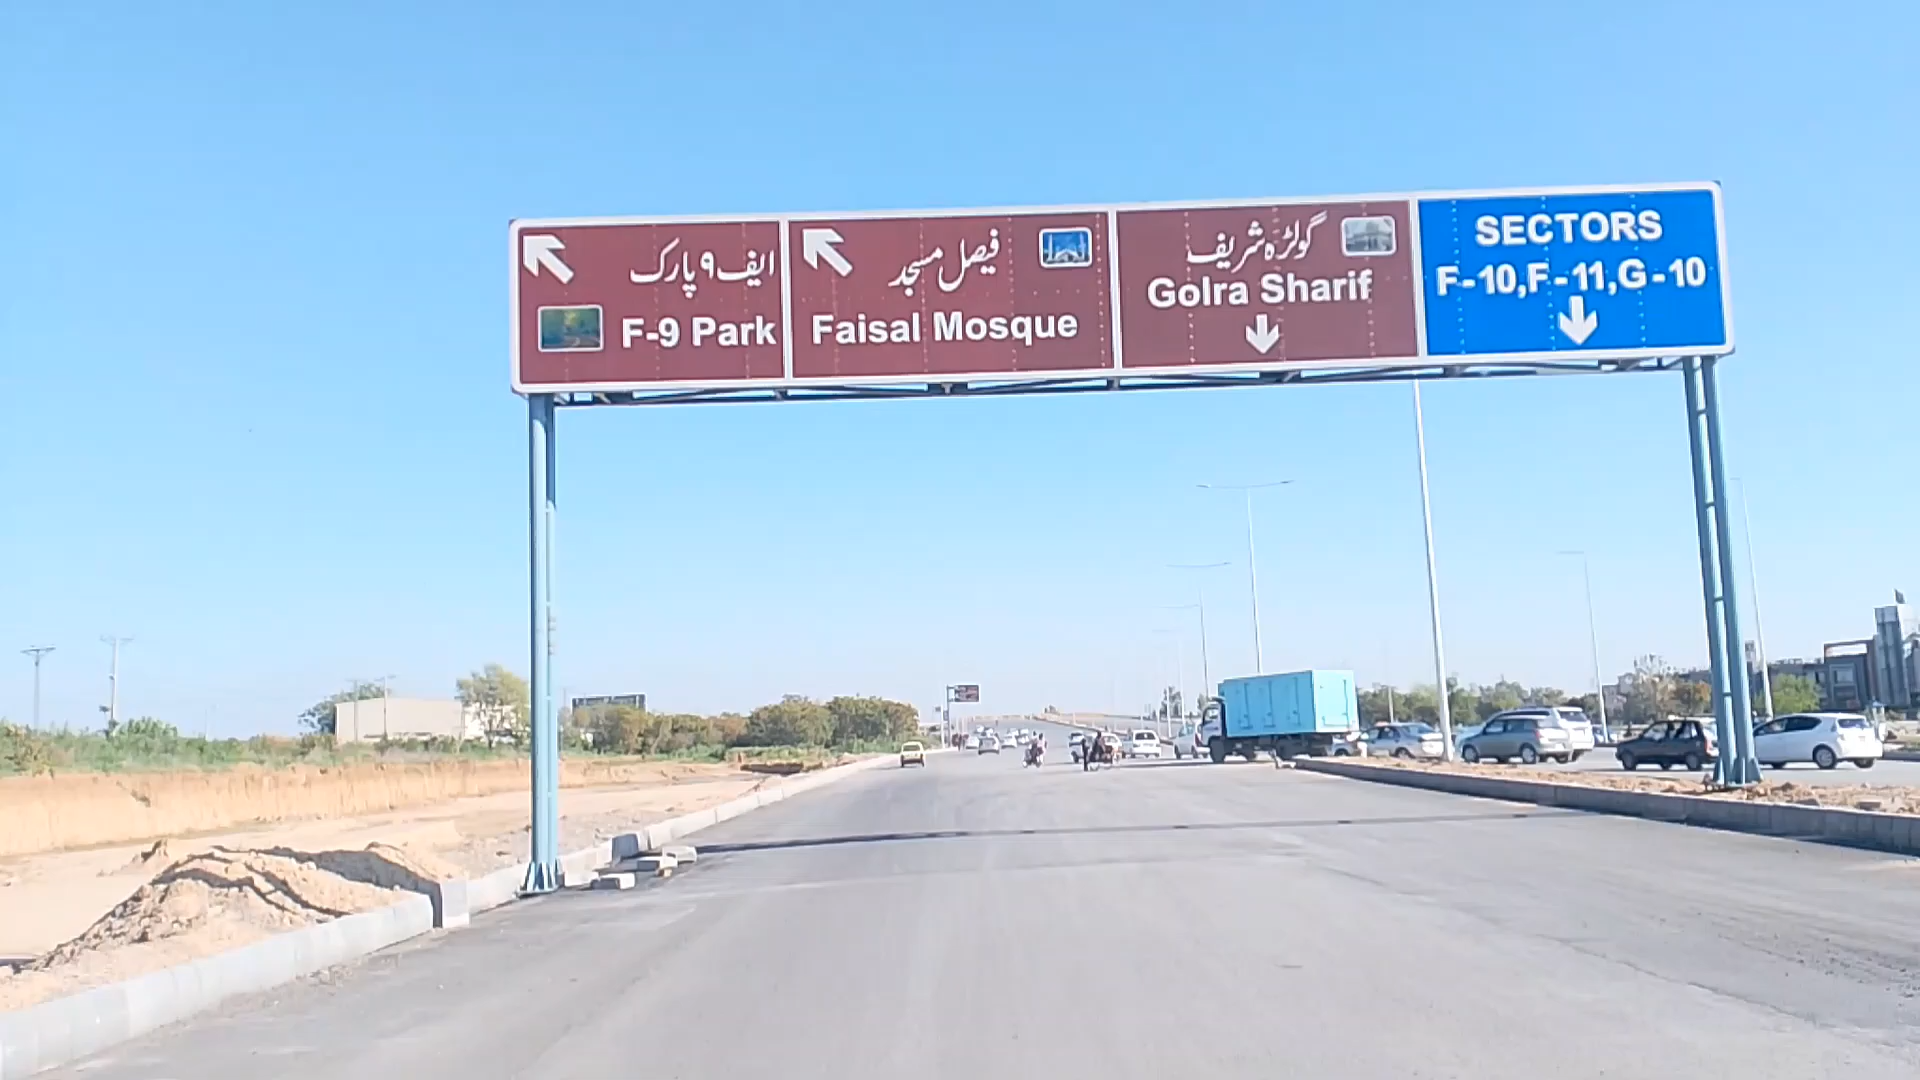 ایف ۹ پارک
F-9 Park
فیصل مسجد
Faisal Mosque
گولڑہ شریف
Golra Sharif
SECTORS
F-10,F-11,G-10